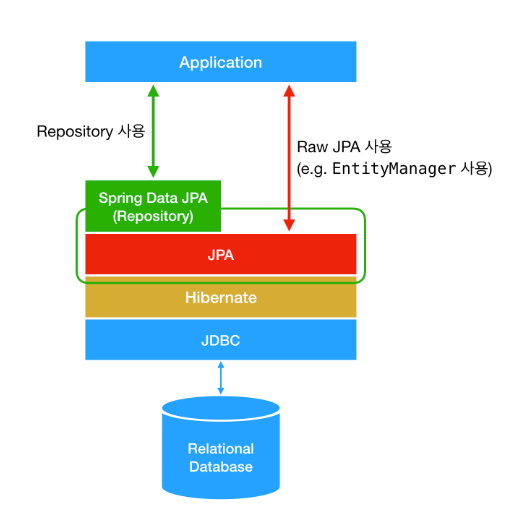 Application
Repository 사용
Raw JPA 사용
(e.g. EntityManager 사용)
Spring Data JPA
(Repository)
JPA
Hibernate
JDBC
Relational
Database